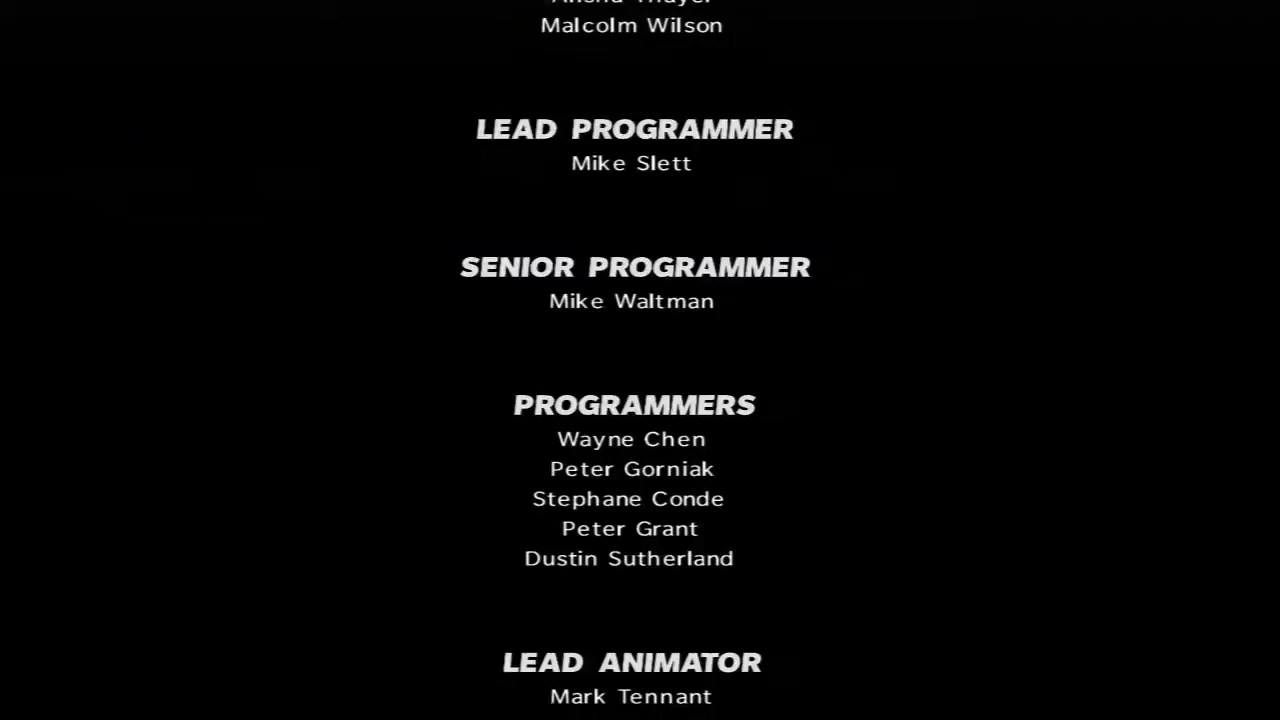 Malcolm Wilson
LEAD PROGRAMMER
Mike Slett
SENIOR PROGRAMMER
Mike Waltman
PROGRAMMERS
Wayne Chen
Peter Gorniak
Stephane Conde
Peter Grant
Dustin Sutherland
LEAD ANIMATOR
Mark Tennant